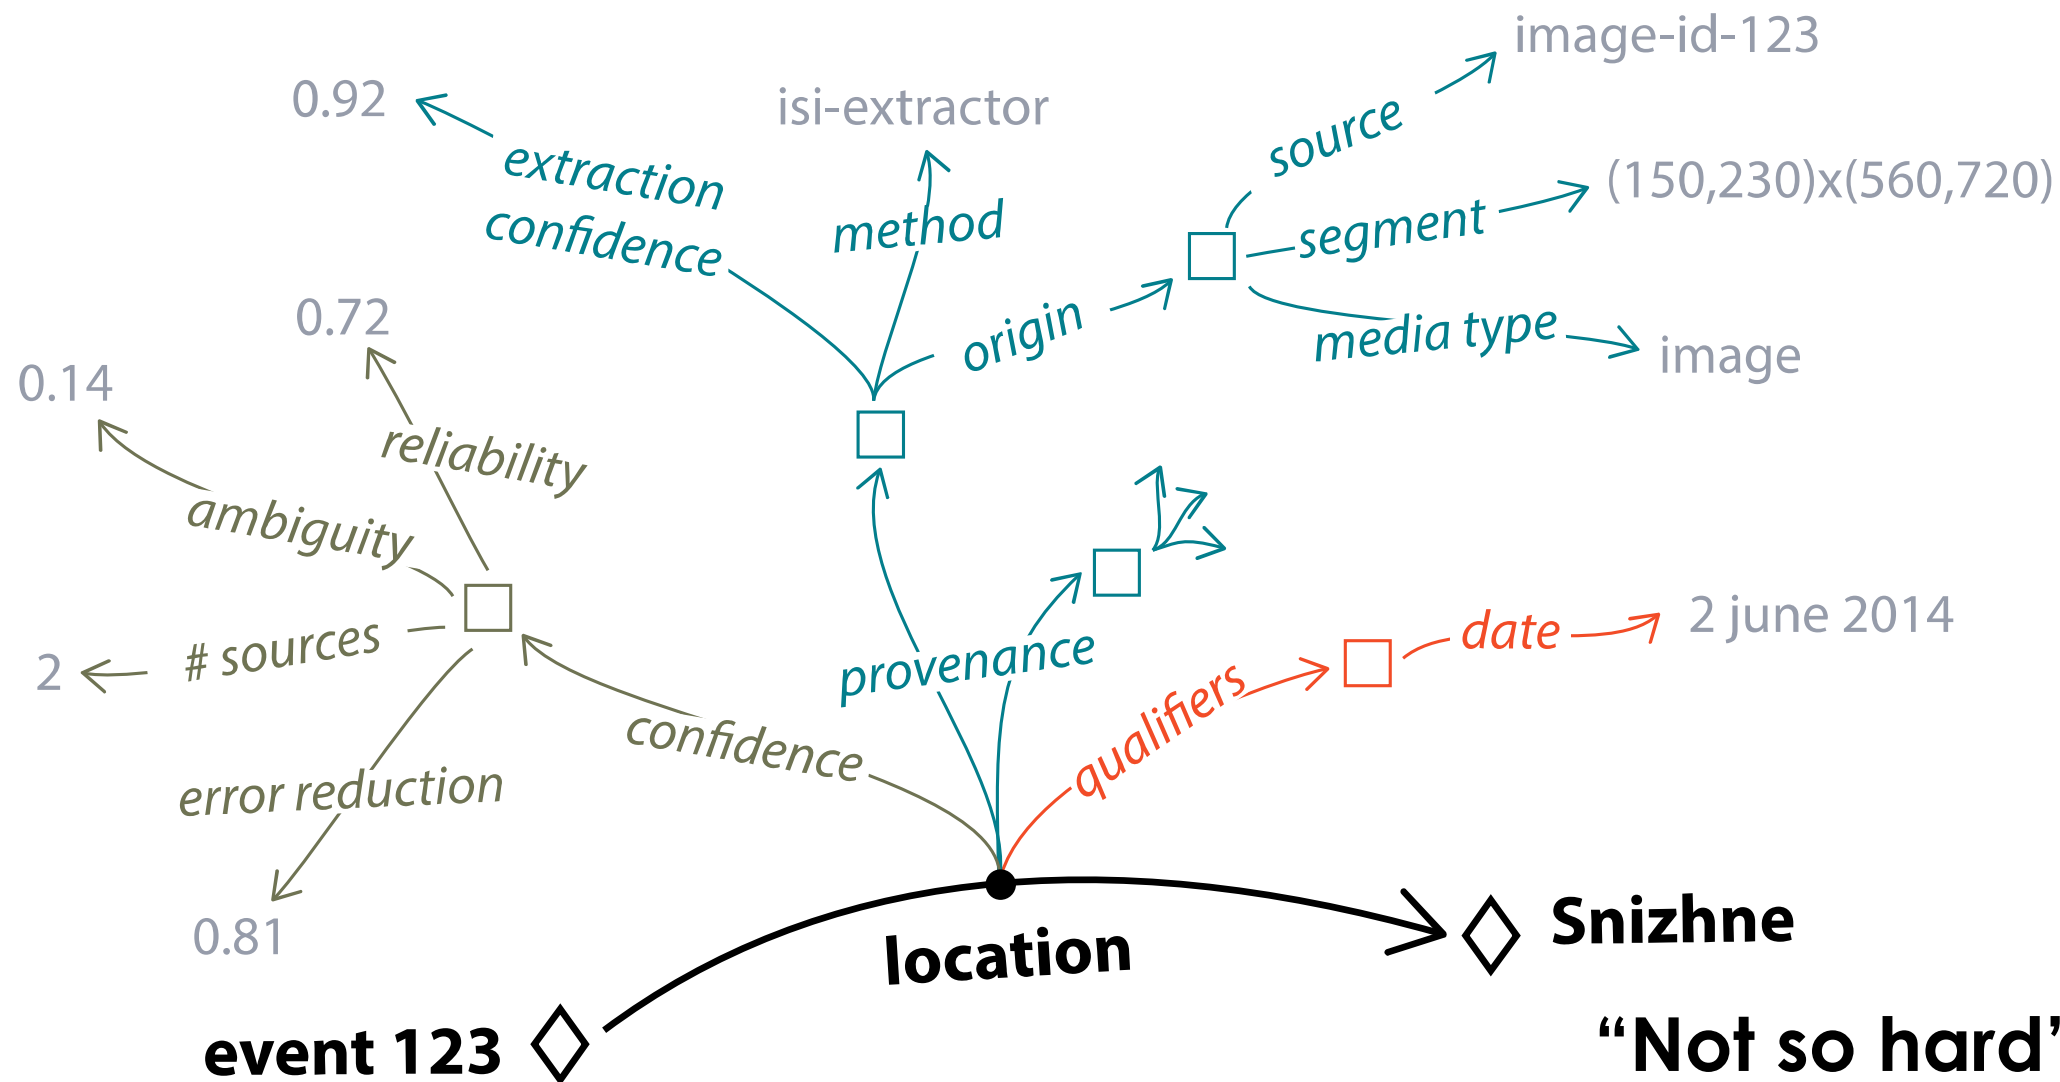 image-id-123
0.92
isi-extractor
source
extraction
confidence
method
segment
(150,230)x(560,720)
origin
media type
image
0.72
0.14
reliability
ambiguity
# sources
2
provenance
qualifiers
date
2 june 2014
confidence
error reduction
0.81
location
Snizhne
event 123
“Not so hard’